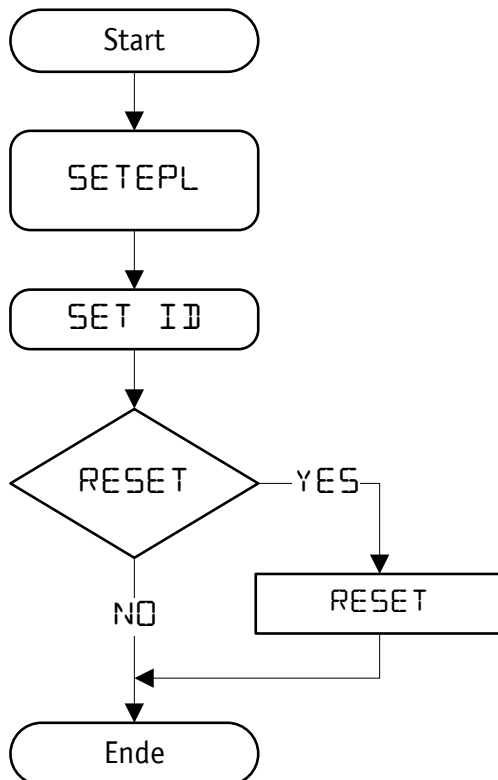 Start
SETEPL
SET ID
RESET
YES
RESET
NO
Ende